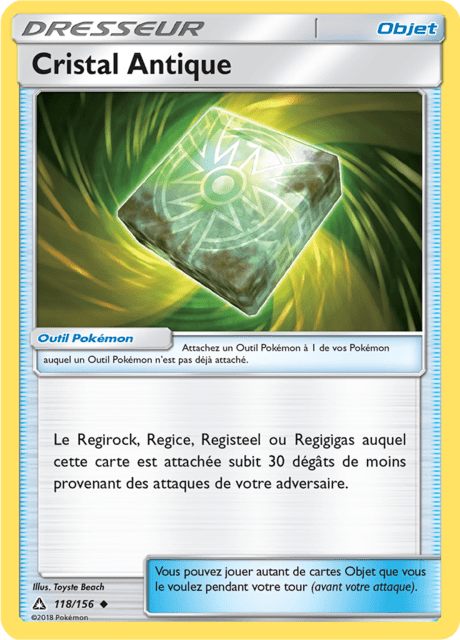 DRESSEUR
Objet
Cristal Antique
Outil Pokémon
Attachez un Outil Pokémon à 1 de vos Pokémon
auquel un Outil Pokémon n'est pas déjà attaché.
Le Regirock, Regice, Registeel ou Regigigas auquel
cette carte est attachée subit 30 dégâts de moins
provenant des attaques de votre adversaire.
Vous pouvez jouer autant de cartes Objet que vous
le voulez pendant votre tour (avant votre attaque).
Illus. Toyste Beach
118/156
©2018 Pokémon